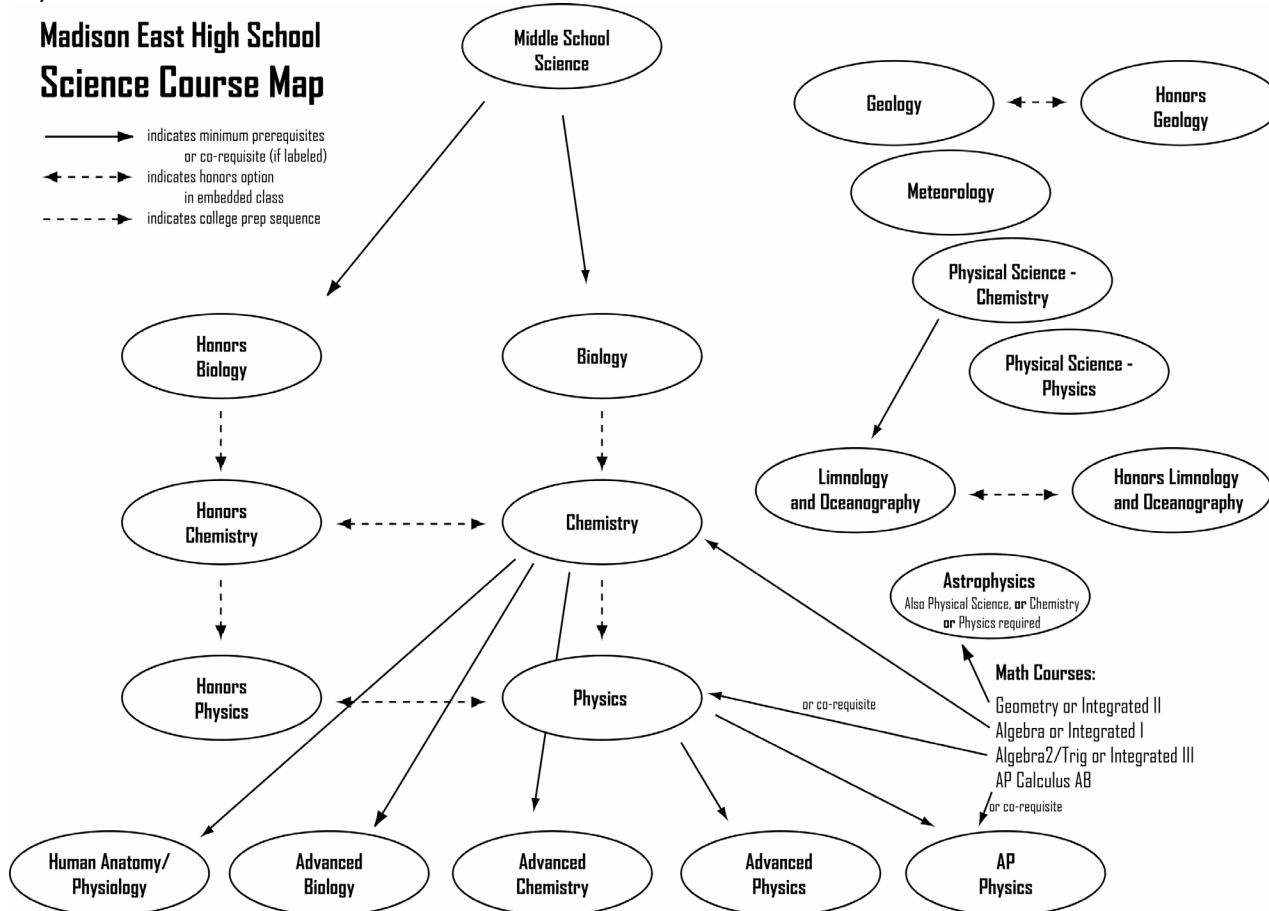 Madison East High School
Science Course Map
indicates minimum prerequisites
or co-requisite (if labeled)
indicates honors option
in embedded class
indicates college prep sequence
Middle School
Science
Geology
Honors
Geology
Meteorology
Physical Science -
Chemistry
Physical Science -
Physics
Honors
Biology
Biology
Limnology
and Oceanography
Honors Limnology
and Oceanography
Honors
Chemistry
Chemistry
Astrophysics
Also Physical Science, or Chemistry
or Physics required
Honors
Physics
Physics
or co-requisite
Math Courses:
Geometry or Integrated II
Algebra or Integrated I
Algebra2/Trig or Integrated III
AP Calculus AB
or co-requisite
Human Anatomy/
Physiology
Advanced
Biology
Advanced
Chemistry
Advanced
Physics
AP
Physics